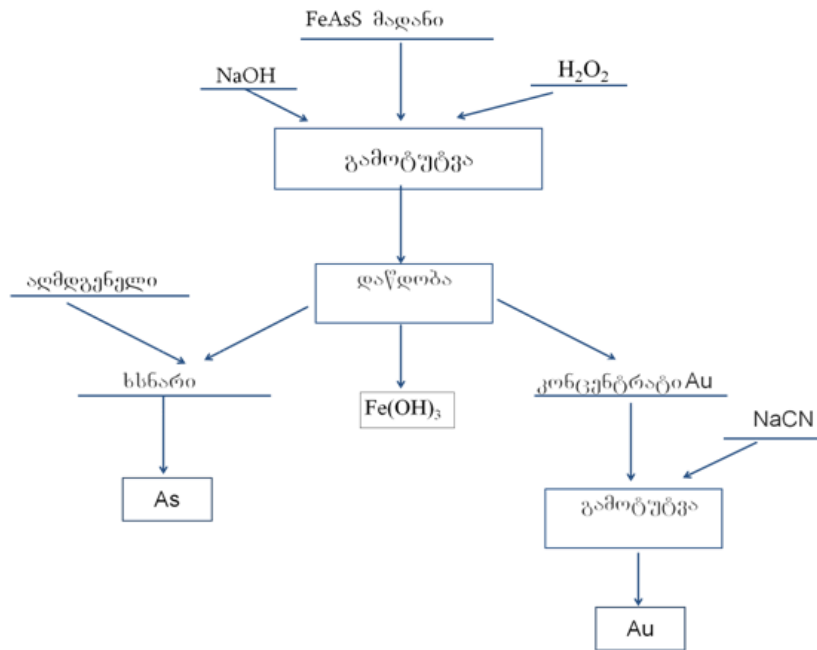 FeAsS მადანი
NaOH
H₂O₂
გამოტუტვა
დაწდობა
აღმდგენელი
ხსნარი
Fe(OH)₃
კონცენტრატი Au
NaCN
As
გამოტუტვა
Au